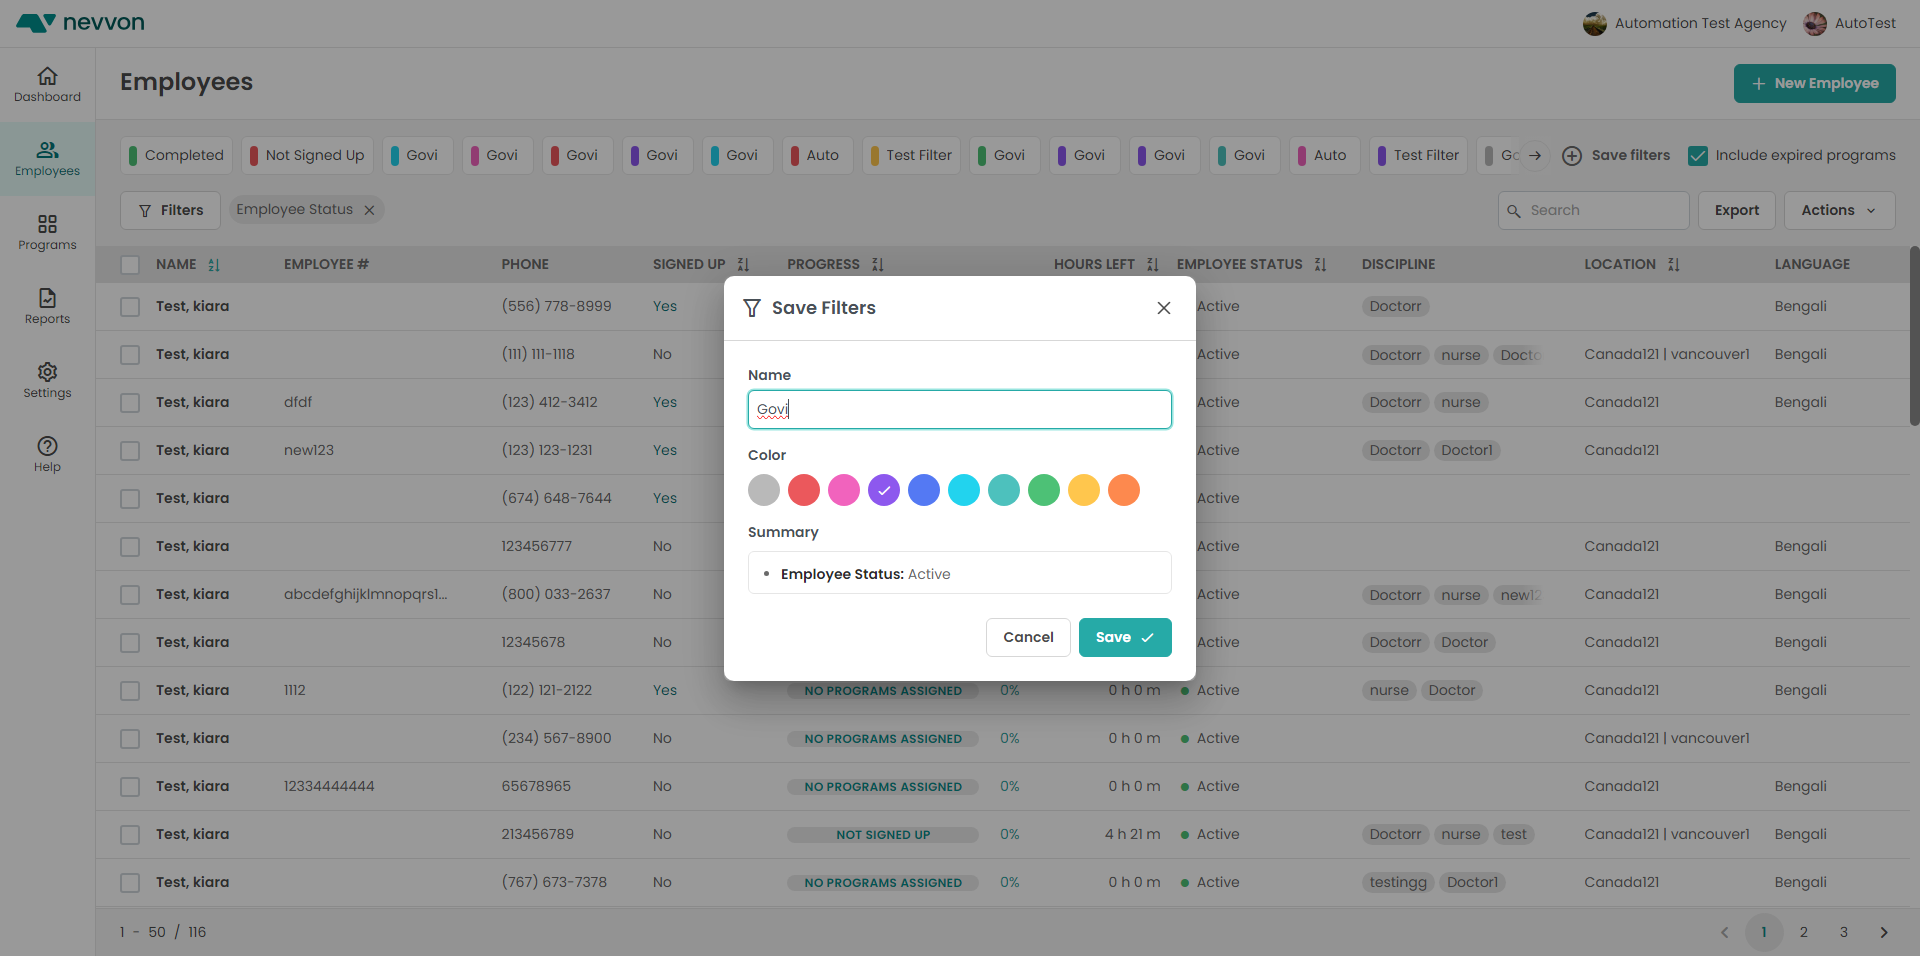 nevvon
Automation Test Agency AutoTest
Dashboard
Employees
Programs
Reports
Settings
Help
Employees
New Employee
Completed Not Signed Up Govi Govi Govi Govi Govi Auto Test Filter Govi Govi Govi Govi Auto Test Filter Save filters Include expired programs
Filters Employee Status Search Export Actions
NAME EMPLOYEE # PHONE SIGNED UP PROGRESS HOURS LEFT EMPLOYEE STATUS DISCIPLINE LOCATION LANGUAGE
Test, kiara (556) 778-8999 Yes Active Doctorr Bengali
Test, kiara (111) 111-1118 No Active Doctorr nurse Canada121 | vancouver1 Bengali
Test, kiara dfdf (123) 412-3412 Yes Active Doctorr nurse Canada121 Bengali
Test, kiara new123 (123) 123-1231 Yes Active Doctorr Doctor1 Canada121
Test, kiara (674) 648-7644 Yes Active
Test, kiara 123456777 No Active Canada121 Bengali
Test, kiara abcdefghijklmnopqrs1... (800) 033-2637 No Active Doctorr nurse Canada121 Bengali
Test, kiara 12345678 No Active Doctorr Doctor Canada121 Bengali
Test, kiara 1112 (122) 121-2122 Yes NO PROGRAMS ASSIGNED 0% 0 h 0 m Active nurse Doctor Canada121 Bengali
Test, kiara (234) 567-8900 No NO PROGRAMS ASSIGNED 0% 0 h 0 m Active Canada121 | vancouver1
Test, kiara 12334444444 65678965 No NO PROGRAMS ASSIGNED 0% 0 h 0 m Active Canada121 Bengali
Test, kiara 213456789 No NOT SIGNED UP 0% 4 h 21 m Active Doctorr nurse test Canada121 | vancouver1 Bengali
Test, kiara (767) 673-7378 No NO PROGRAMS ASSIGNED 0% 0 h 0 m Active testingg Doctor1 Canada121 Bengali
1 - 50 / 116 1 2 3
Save Filters
Name
Govi
Color
Summary
Employee Status: Active
Cancel Save